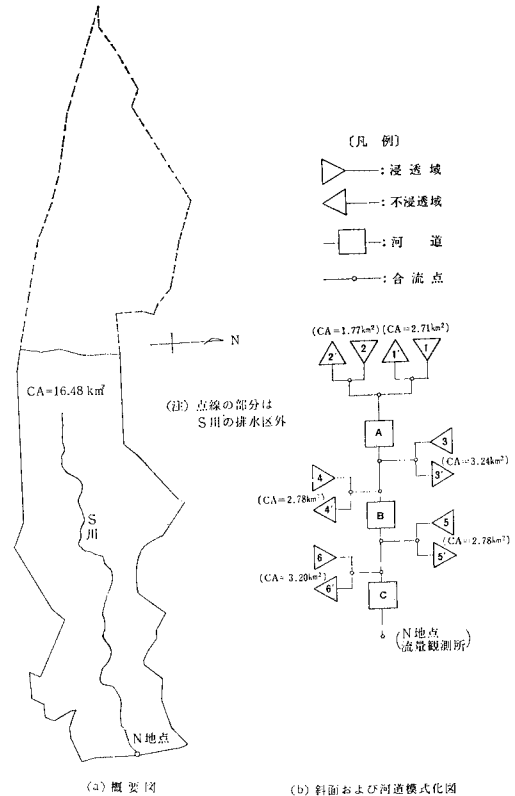 〔凡 例〕
:浸 透 域
:不浸透域
:河 道
:合 流 点
N
CA=16.48 km²
(注) 点線の部分は
S川の排水区外
S
川
N地点
(a) 概 要 図
(CA=1.77km²) (CA=2.71km²)
2' 2 1' 1
A
3
(CA=3.24km²)
3'
4
(CA=2.78km²)
4'
B
5
(CA=2.78km²)
5'
6
(CA=3.20km²)
6'
C
(N地点
流量観測所)
(b) 斜面および河道模式化図